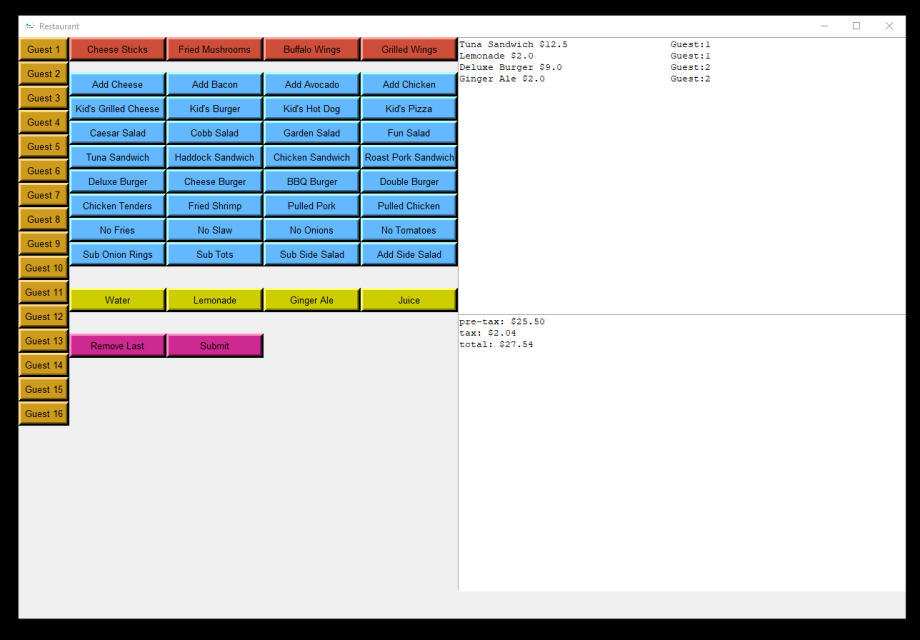 Restaurant
Guest 1 Cheese Sticks Fried Mushrooms Buffalo Wings Grilled Wings
Guest 2
Add Cheese Add Bacon Add Avocado Add Chicken
Guest 3
Kid's Grilled Cheese Kid's Burger Kid's Hot Dog Kid's Pizza
Guest 4
Caesar Salad Cobb Salad Garden Salad Fun Salad
Guest 5
Tuna Sandwich Haddock Sandwich Chicken Sandwich Roast Pork Sandwich
Guest 6
Deluxe Burger Cheese Burger BBQ Burger Double Burger
Guest 7
Chicken Tenders Fried Shrimp Pulled Pork Pulled Chicken
Guest 8
No Fries No Slaw No Onions No Tomatoes
Guest 9
Sub Onion Rings Sub Tots Sub Side Salad Add Side Salad
Guest 10
Guest 11
Water Lemonade Ginger Ale Juice
Guest 12
Guest 13
Remove Last Submit
Guest 14
Guest 15
Guest 16
Tuna Sandwich $12.5 Guest:1
Lemonade $2.0 Guest:1
Deluxe Burger $9.0 Guest:2
Ginger Ale $2.0 Guest:2
pre-tax: $25.50
tax: $2.04
total: $27.54